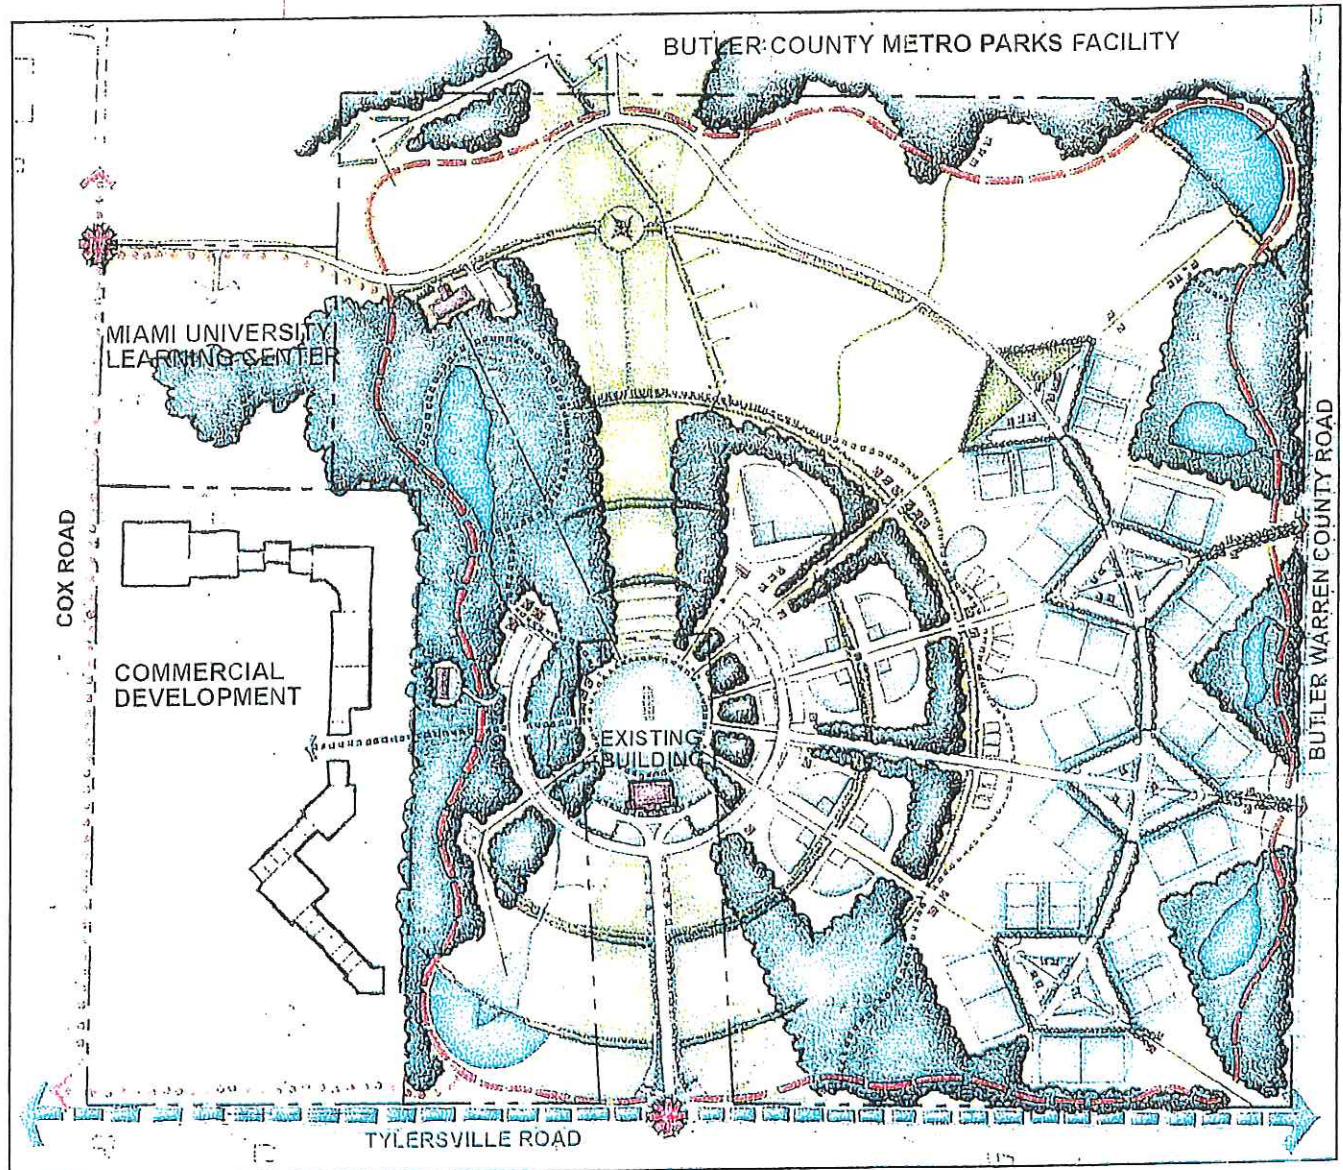 BUTLER COUNTY METRO PARKS FACILITY
MIAMI UNIVERSITY
LEARNING CENTER
COX ROAD
BUTLER WARREN COUNTY ROAD
COMMERCIAL
DEVELOPMENT
EXISTING
BUILDING
TYLERSVILLE ROAD